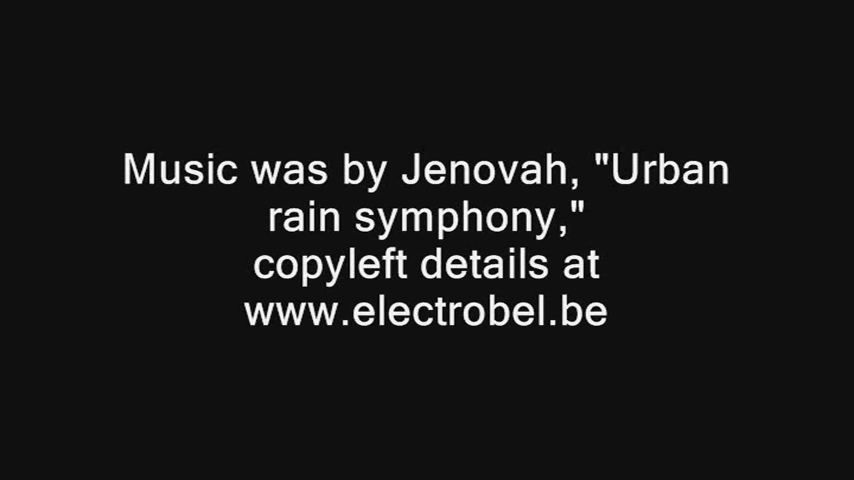 Music was by Jenovah, "Urban
rain symphony,"
copyleft details at
www.electrobel.be